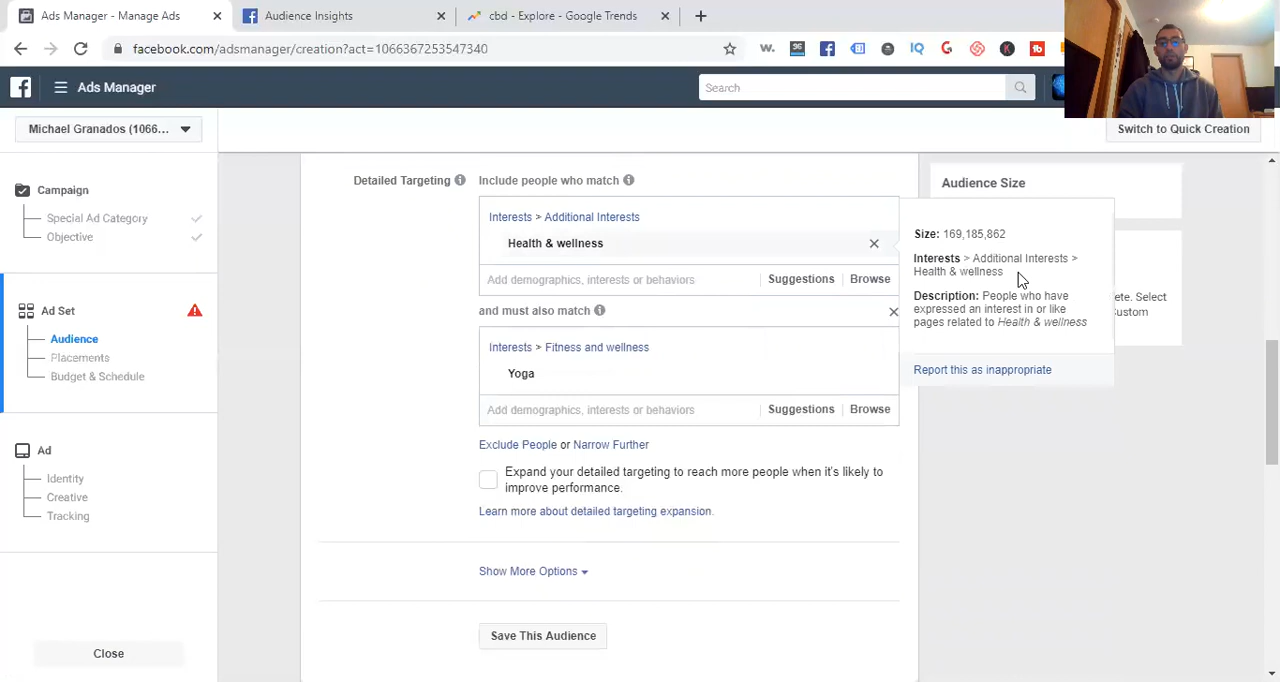 Ads Manager - Manage Ads
Audience Insights
cbd - Explore - Google Trends
facebook.com/adsmanager/creation?act=1066367253547340
w.
IQ
G
K
Ads Manager
Search
Michael Granados (1066...
Switch to Quick Creation
Campaign
Special Ad Category
Objective
Ad Set
Audience
Placements
Budget & Schedule
Ad
Identity
Creative
Tracking
Close
Detailed Targeting
Include people who match
Interests > Additional Interests
Health & wellness
Add demographics, interests or behaviors
Suggestions
Browse
and must also match
Interests > Fitness and wellness
Yoga
Add demographics, interests or behaviors
Suggestions
Browse
Exclude People or Narrow Further
Expand your detailed targeting to reach more people when it's likely to
improve performance.
Learn more about detailed targeting expansion.
Show More Options
Save This Audience
Audience Size
Size: 169,185,862
Interests > Additional Interests >
Health & wellness
Description: People who have
expressed an interest in or like
pages related to Health & wellness
Report this as inappropriate
ete. Select
ustom